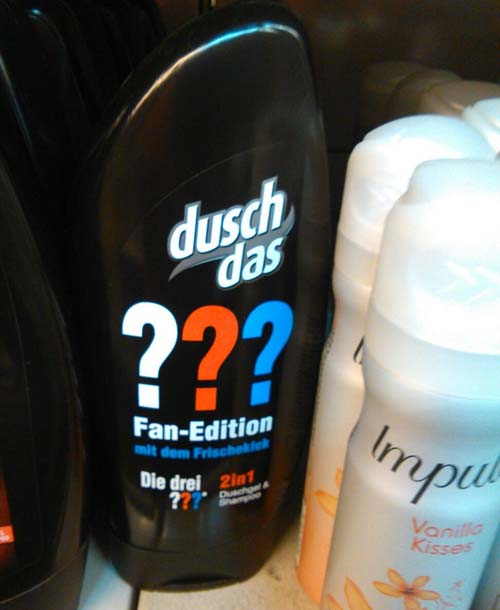 dusch
das
???
Fan-Edition
mit dem Frischekick
Die drei
???*
2in1
Duschgel &
Shampoo
Impul
Vanilla
Kisses